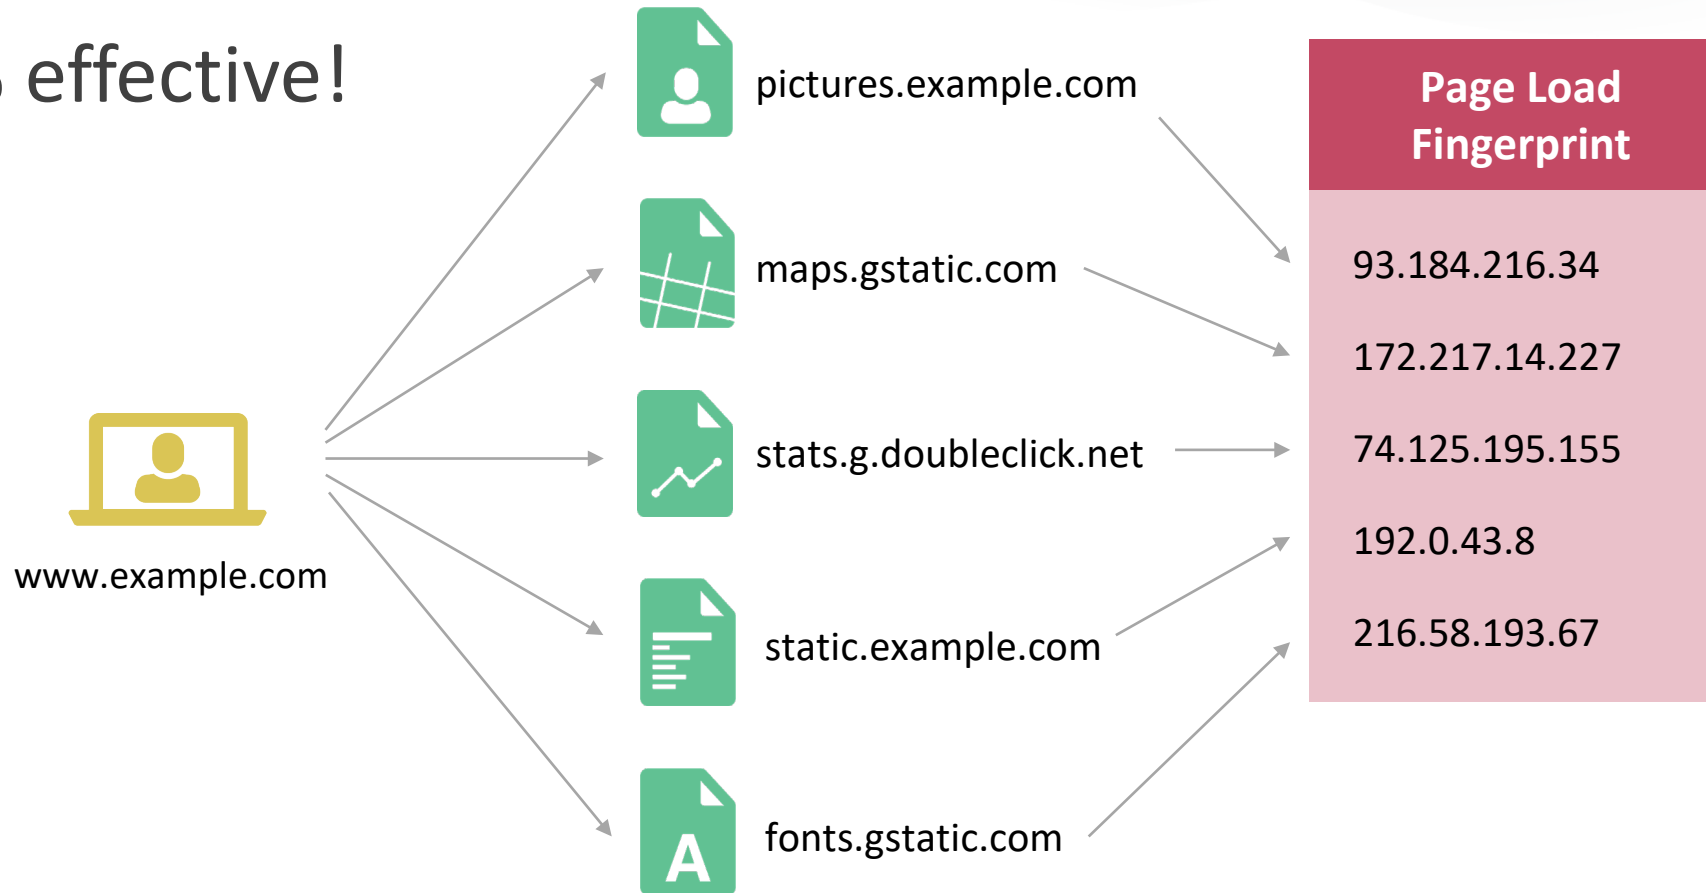 effective!
pictures.example.com
maps.gstatic.com
stats.g.doubleclick.net
static.example.com
fonts.gstatic.com
www.example.com
A
Page Load
Fingerprint
93.184.216.34
172.217.14.227
74.125.195.155
192.0.43.8
216.58.193.67